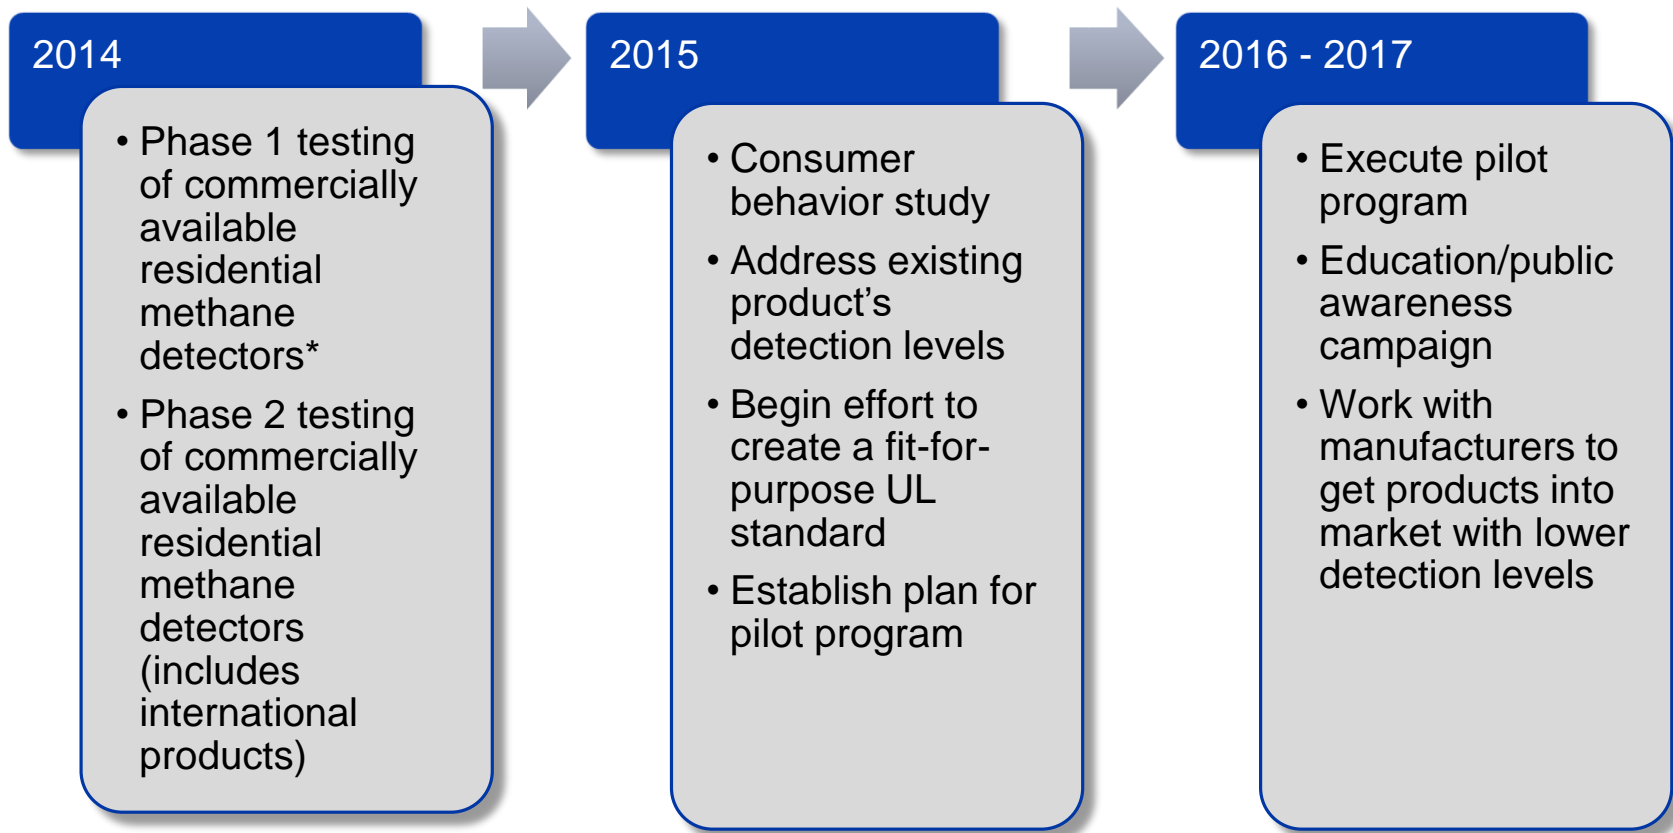 2014
• Phase 1 testing
of commercially
available
residential
methane
detectors*
• Phase 2 testing
of commercially
available
residential
methane
detectors
(includes
international
products)
2015
• Consumer
behavior study
• Address existing
product’s
detection levels
• Begin effort to
create a fit-for-
purpose UL
standard
• Establish plan for
pilot program
2016 - 2017
• Execute pilot
program
• Education/public
awareness
campaign
• Work with
manufacturers to
get products into
market with lower
detection levels